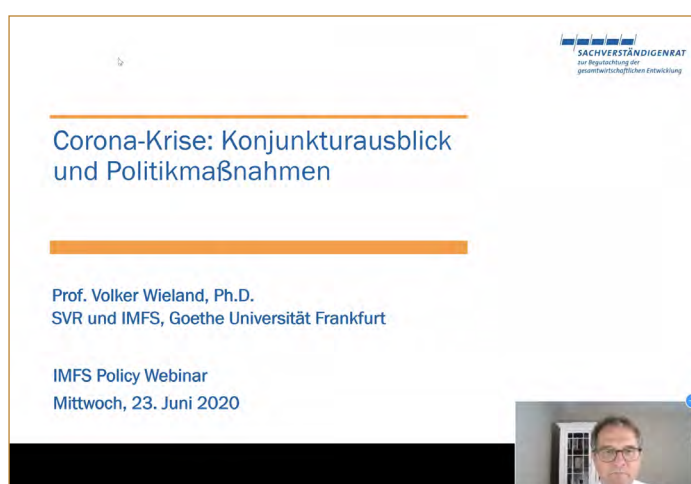 SACHVERSTÄNDIGENRAT
zur Begutachtung der
gesamtwirtschaftlichen Entwicklung
Corona-Krise: Konjunkturausblick
und Politikmaßnahmen
Prof. Volker Wieland, Ph.D.
SVR und IMFS, Goethe Universität Frankfurt
IMFS Policy Webinar
Mittwoch, 23. Juni 2020